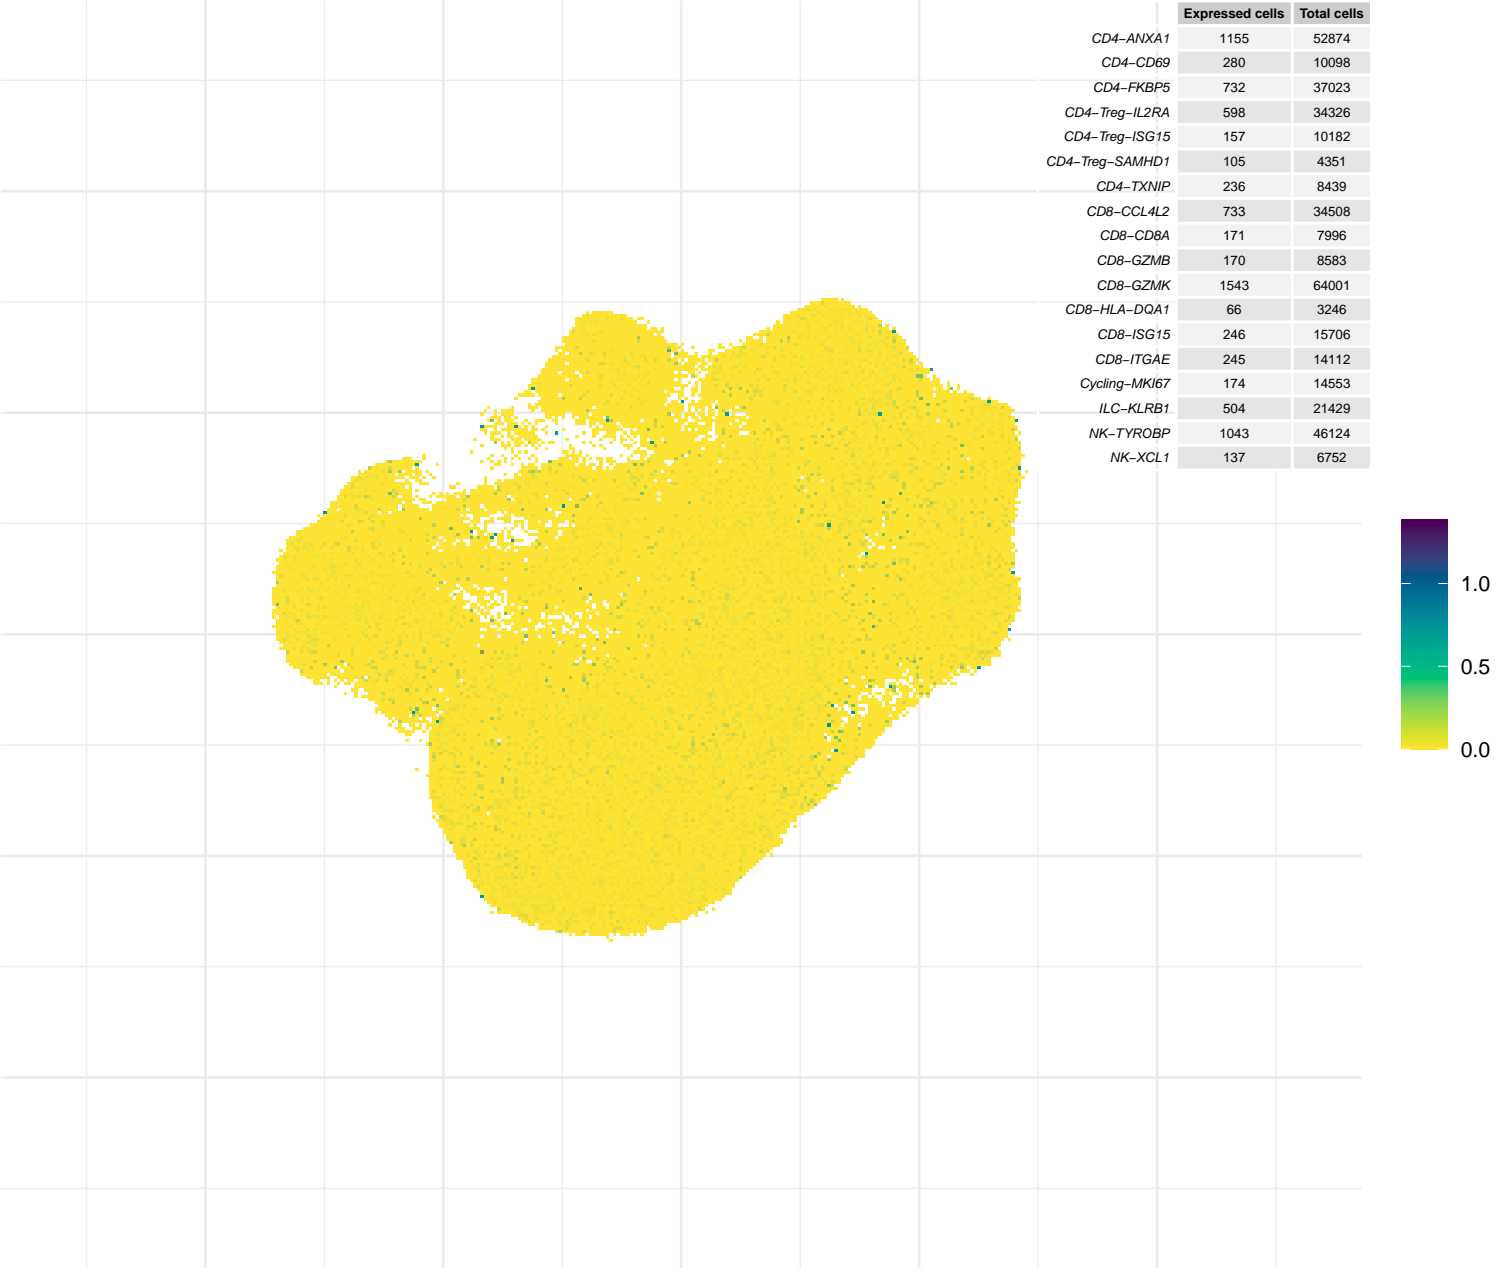 Expressed cells Total cells
CD4−ANXA1 1155 52874
CD4−CD69 280 10098
CD4−FKBP5 732 37023
CD4−Treg−IL2RA 598 34326
CD4−Treg−ISG15 157 10182
CD4−Treg−SAMHD1 105 4351
CD4−TXNIP 236 8439
CD8−CCL4L2 733 34508
CD8−CD8A 171 7996
CD8−GZMB 170 8583
CD8−GZMK 1543 64001
CD8−HLA−DQA1 66 3246
CD8−ISG15 246 15706
CD8−ITGAE 245 14112
Cycling−MKI67 174 14553
ILC−KLRB1 504 21429
NK−TYROBP 1043 46124
NK−XCL1 137 6752
1.0
0.5
0.0